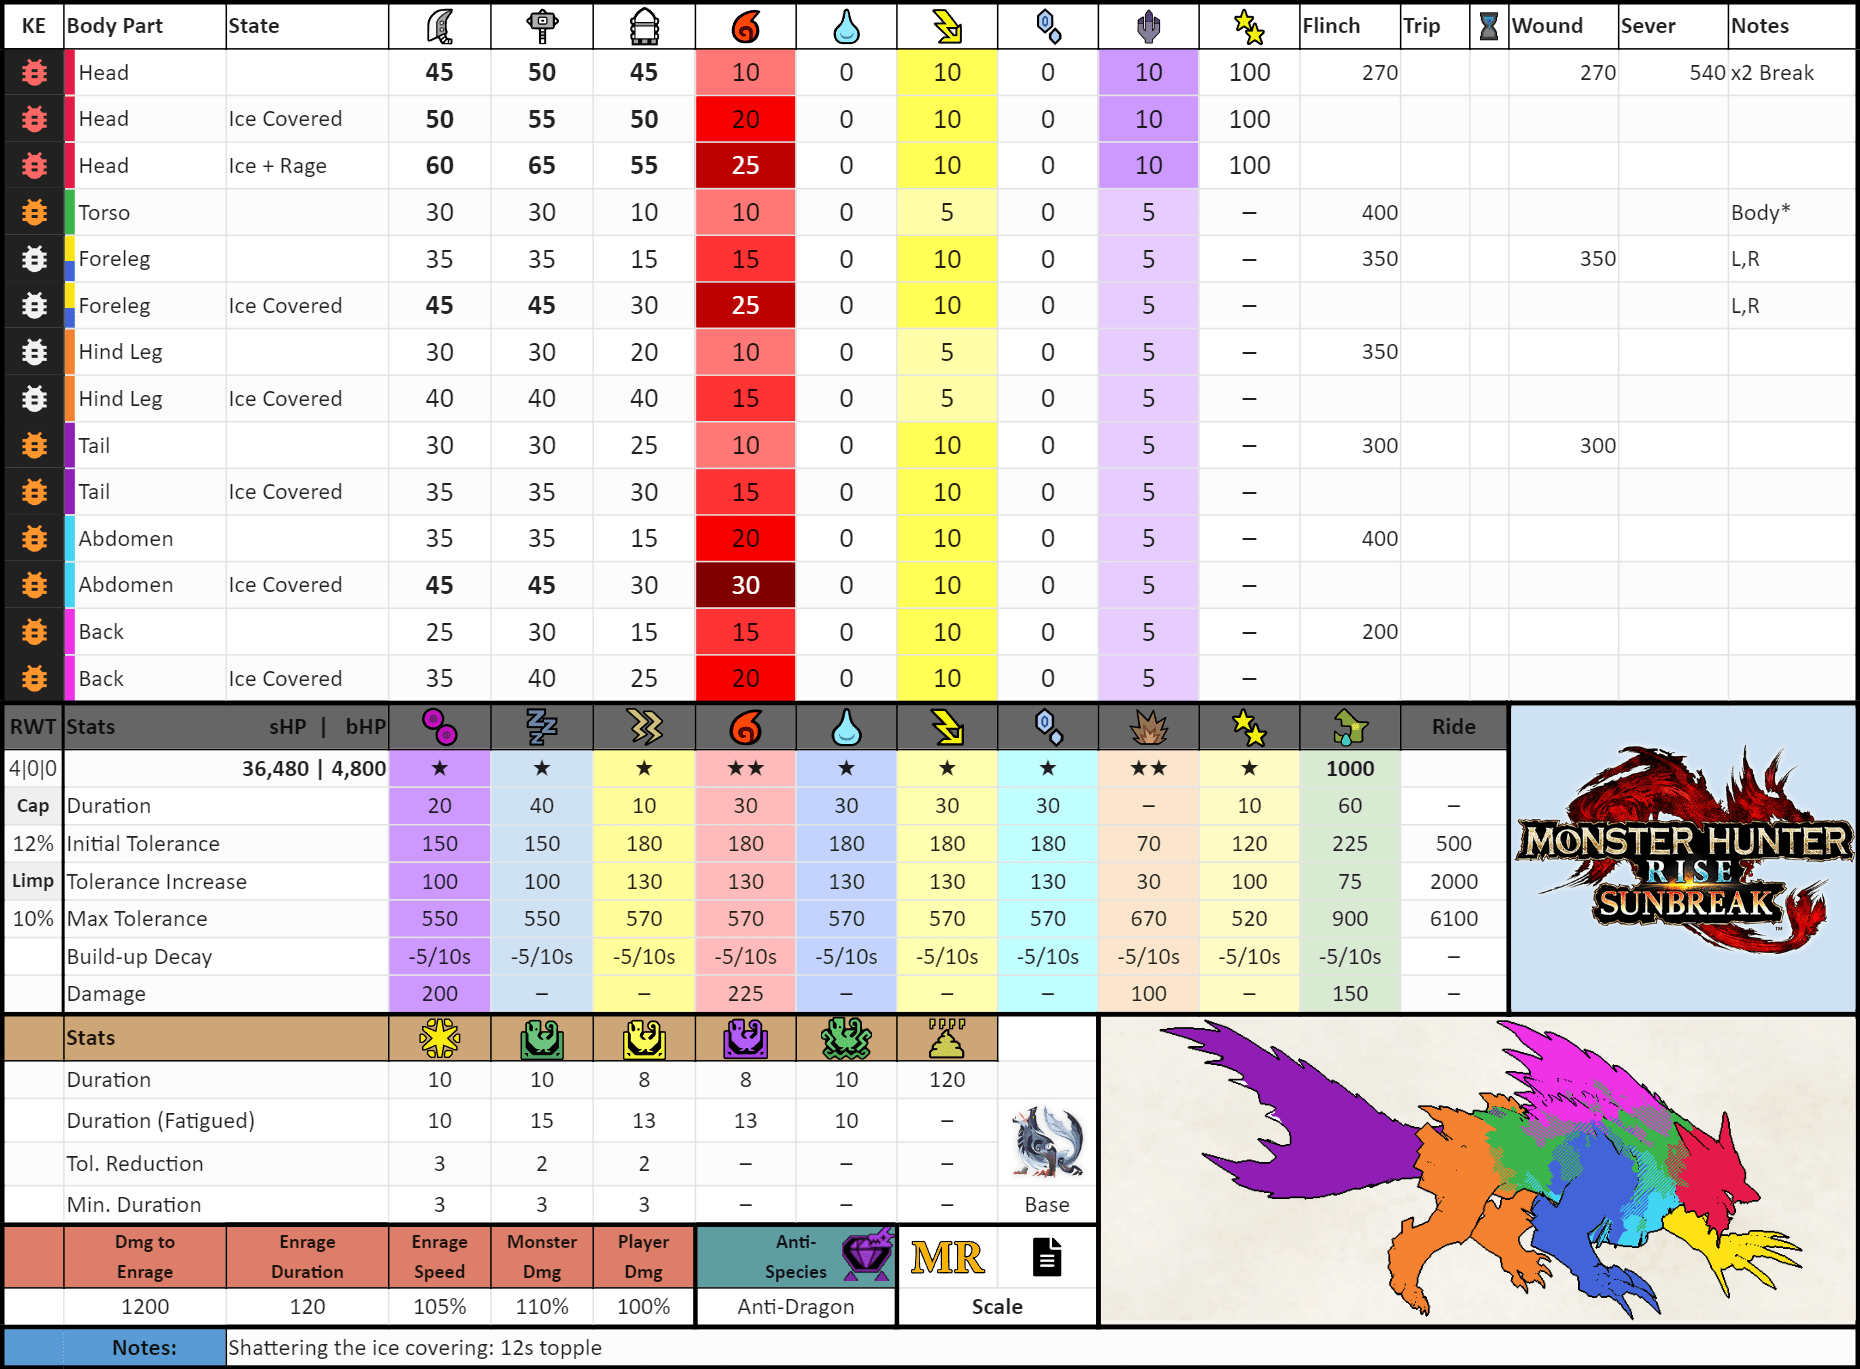 KE Body Part State Flinch Trip Wound Sever Notes
Head 45 50 45 10 0 10 0 10 100 270 270 540 x2 Break
Head Ice Covered 50 55 50 20 0 10 0 10 100
Head Ice + Rage 60 65 55 25 0 10 0 10 100
Torso 30 30 10 10 0 5 0 5 – 400 Body*
Foreleg 35 35 15 15 0 10 0 5 – 350 350 L,R
Foreleg Ice Covered 45 45 30 25 0 10 0 5 – L,R
Hind Leg 30 30 20 10 0 5 0 5 – 350
Hind Leg Ice Covered 40 40 40 15 0 5 0 5 –
Tail 30 30 25 10 0 10 0 5 – 300 300
Tail Ice Covered 35 35 30 15 0 10 0 5 –
Abdomen 35 35 15 20 0 10 0 5 – 400
Abdomen Ice Covered 45 45 30 30 0 10 0 5 –
Back 25 30 15 15 0 10 0 5 – 200
Back Ice Covered 35 40 25 20 0 10 0 5 –
RWT Stats sHP | bHP Ride
4|0|0 36,480 | 4,800 ★ ★ ★ ★★ ★ ★ ★ ★★ ★ 1000
Cap Duration 20 40 10 30 30 30 30 – 10 60 –
12% Initial Tolerance 150 150 180 180 180 180 180 70 120 225 500
Limp Tolerance Increase 100 100 130 130 130 130 130 30 100 75 2000
10% Max Tolerance 550 550 570 570 570 570 570 670 520 900 6100
Build-up Decay -5/10s -5/10s -5/10s -5/10s -5/10s -5/10s -5/10s -5/10s -5/10s -5/10s –
Damage 200 – – 225 – – – 100 – 150 –
MONSTER HUNTER
RISE
SUNBREAK
™
Stats
Duration 10 10 8 8 10 120
Duration (Fatigued) 10 15 13 13 10 –
Tol. Reduction 3 2 2 – – –
Min. Duration 3 3 3 – – – Base
Dmg to Enrage Enrage Monster Player Anti-
Enrage Duration Speed Dmg Dmg Species MR
1200 120 105% 110% 100% Anti-Dragon Scale
Notes: Shattering the ice covering: 12s topple